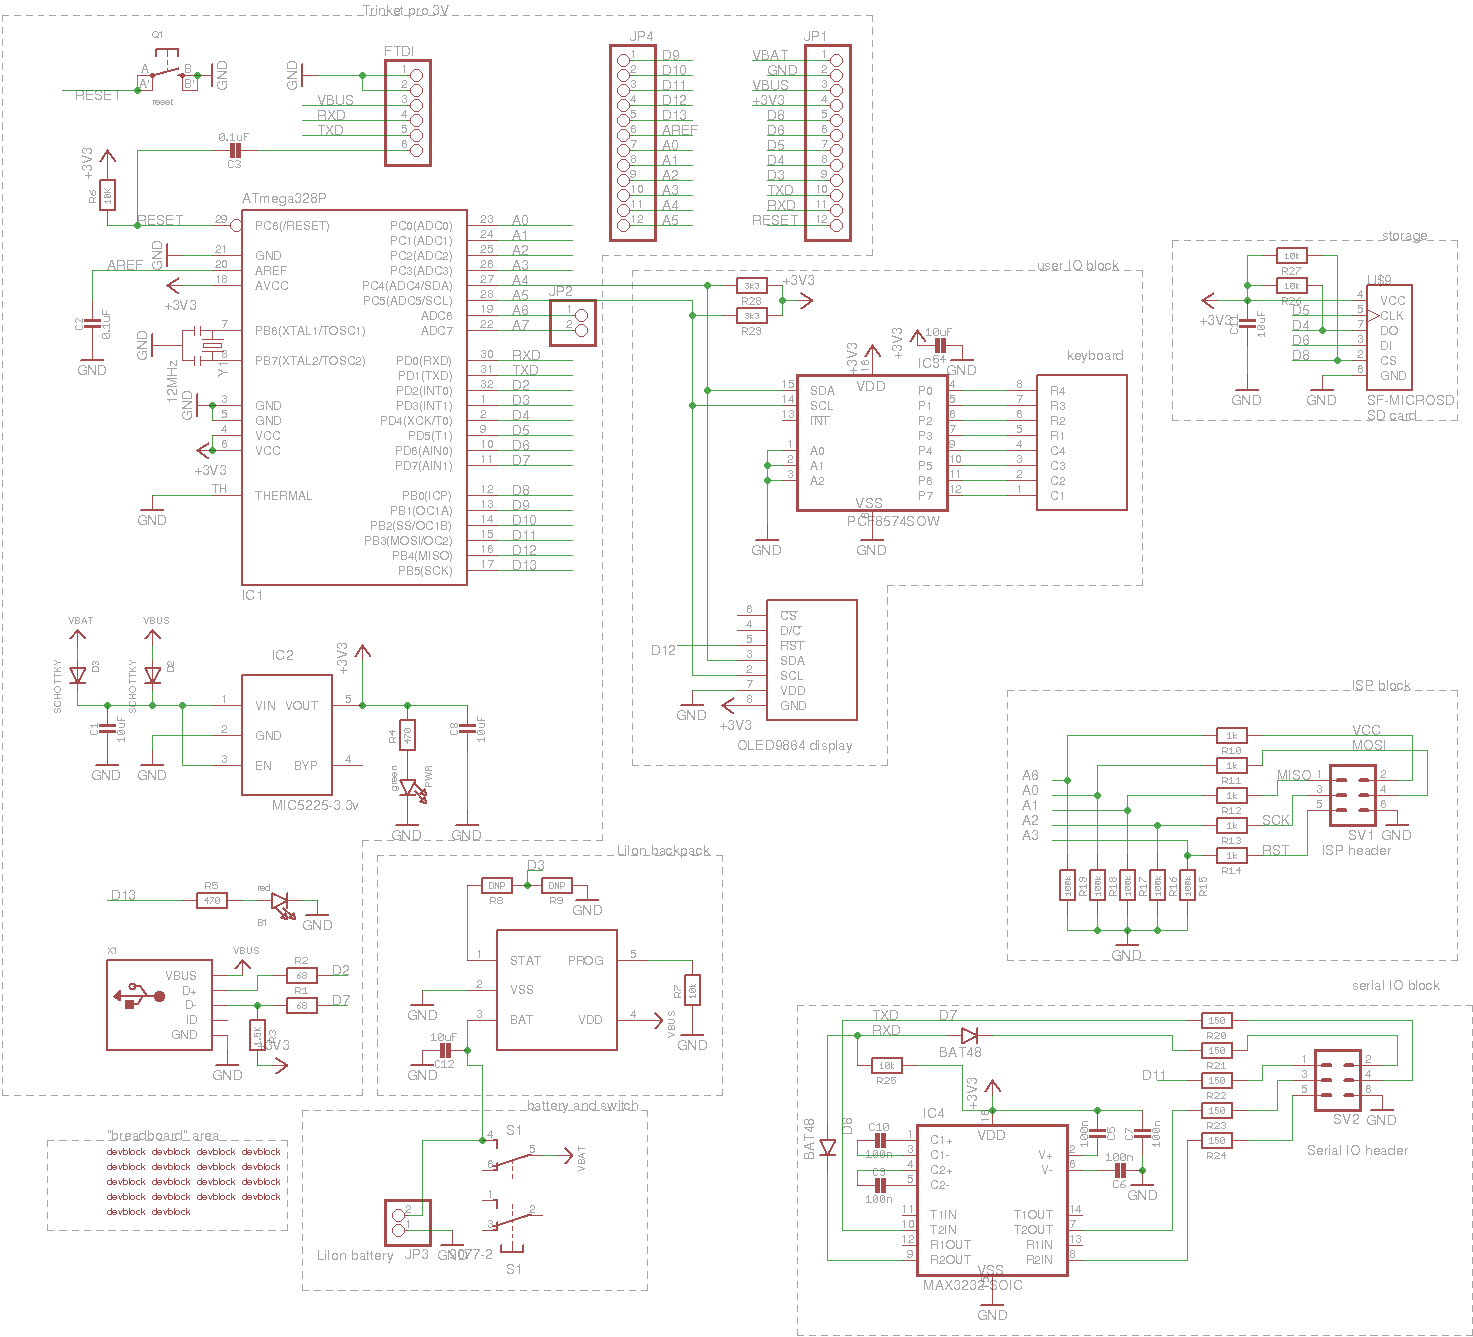 Trinket pro 3V
Q1
A B
A' B'
reset
RESET
GND
GND
FTDI
1
2
VBUS 3
RXD 4
TXD 5
6
0.1uF
C3
+3V3
R6
10K
RESET
JP4
1 D9
2 D10
3 D11
4 D12
5 D13
6 AREF
7 A0
8 A1
9 A2
10 A3
11 A4
12 A5
JP1
VBAT 1
GND 2
VBUS 3
+3V3 4
D8 5
D6 6
D5 7
D4 8
D3 9
TXD 10
RXD 11
RESET 12
ATmega328P
29 PC6(/RESET)
GND 21 GND
AREF 20 AREF
18 AVCC
+3V3
C2
0.1uF
GND
GND
7 PB6(XTAL1/TOSC1)
8 PB7(XTAL2/TOSC2)
12MHz
Y1
GND
3 GND
5 GND
4 VCC
6 VCC
+3V3
TH THERMAL
GND
PC0(ADC0) 23 A0
PC1(ADC1) 24 A1
PC2(ADC2) 25 A2
PC3(ADC3) 26 A3
PC4(ADC4/SDA) 27 A4
PC5(ADC5/SCL) 28 A5
ADC6 19 A6
ADC7 22 A7
PD0(RXD) 30 RXD
PD1(TXD) 31 TXD
PD2(INT0) 32 D2
PD3(INT1) 1 D3
PD4(XCK/T0) 2 D4
PD5(T1) 9 D5
PD6(AIN0) 10 D6
PD7(AIN1) 11 D7
PB0(ICP) 12 D8
PB1(OC1A) 13 D9
PB2(SS/OC1B) 14 D10
PB3(MOSI/OC2) 15 D11
PB4(MISO) 16 D12
PB5(SCK) 17 D13
IC1
JP2
1
2
user IO block
3k3
R28
3k3
R29
+3V3
+3V3
+3V3
10uF
C4
GND
IC3
16
VDD
15 SDA
14 SCL
13 INT
1 A0
2 A1
3 A2
P0 4
P1 5
P2 6
P3 7
P4 9
P5 10
P6 11
P7 12
VSS
8
PCF8574SOW
GND
GND
keyboard
8 R4
7 R3
6 R2
5 R1
4 C4
3 C3
2 C2
1 C1
6 CS
4 D/C
D12 5 RST
3 SDA
2 SCL
7 VDD
8 GND
GND
+3V3
OLED9864 display
storage
10k
R27
10k
R26
U$9
+3V3
C11
10uF
4 VCC
D5 5 CLK
D4 7 DO
D6 3 DI
D8 2 CS
6 GND
GND
GND
SF-MICROSD
SD card
VBAT
VBUS
SCHOTTKY
D3
SCHOTTKY
D2
C1
10uF
GND
GND
IC2
1 VIN
2 GND
3 EN
VOUT 5
BYP 4
MIC5225-3.3v
+3V3
R4
470
green
PWR
C8
10uF
GND
GND
ISP block
A6
A0
A1
A2
A3
1k
R10
1k
R11
1k
R12
1k
R13
1k
R14
VCC
MOSI
MISO
SCK
RST
1 2
3 4
5 6
SV1
GND
ISP header
100k R19
100k R18
100k R17
100k R16
100k R15
GND
D13
R5
470
red
B1
GND
X1
VBUS
D+
D-
ID
GND
VBUS
R2
68
D2
R1
68
D7
1.5K
R3
+3V3
GND
LiIon backpack
D3
DNP
R8
DNP
R9
GND
1 STAT
2 VSS
3 BAT
PROG 5
VDD 4
GND
10uF
C12
GND
R7
10k
VBUS
GND
battery and switch
S1
4
6
5
VBAT
1
3
2
2
1
JP3
GND
9077-2
S1
LiIon battery
"breadboard" area
devblock devblock devblock devblock
devblock devblock devblock devblock
devblock devblock devblock devblock
devblock devblock devblock devblock
devblock devblock
serial IO block
TXD
RXD
D7
BAT48
10k
R25
+3V3
BAT48
D8
IC4
16
VDD
C10
100n
C9
100n
1 C1+
3 C1-
4 C2+
5 C2-
11 T1IN
10 T2IN
12 R1OUT
9 R2OUT
V+ 2
V- 6
T1OUT 14
T2OUT 7
R1IN 13
R2IN 8
VSS
15
MAX3232-SOIC
GND
100n
C5
C7
100n
100n
C6
GND
D11
150
R20
150
R21
150
R22
150
R23
150
R24
1 2
3 4
5 6
SV2
GND
Serial IO header